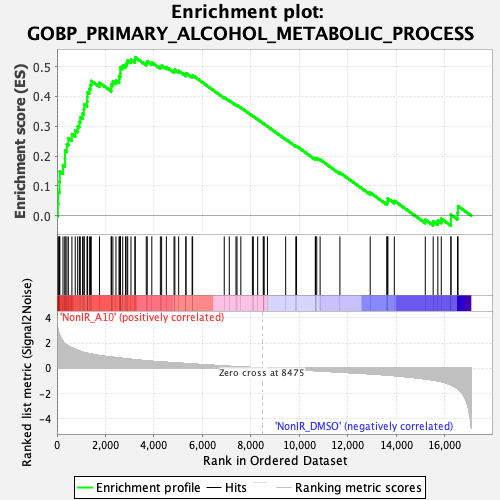 Enrichment plot:
GOBP_PRIMARY_ALCOHOL_METABOLIC_PROCESS
Enrichment score (ES)
0.5
0.4
0.3
0.2
0.1
0.0
'NonIR_A10' (positively correlated)
Ranked list metric (Signal2Noise)
4
2
0
-2
-4
Zero cross at 8475
'NonIR_DMSO' (negatively correlated)
0 2,000 4,000 6,000 8,000 10,000 12,000 14,000 16,000
Rank in Ordered Dataset
Enrichment profile Hits Ranking metric scores